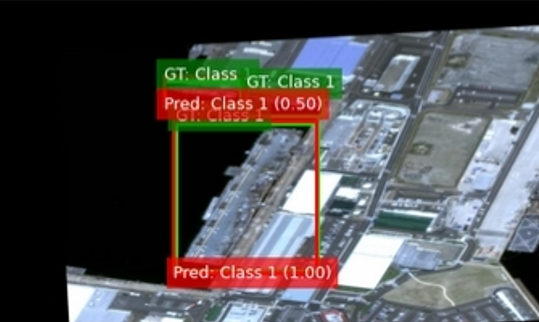 GT: Class 1
GT: Class 1
Pred: Class 1 (0.50)
GT: Class 1
Pred: Class 1 (1.00)